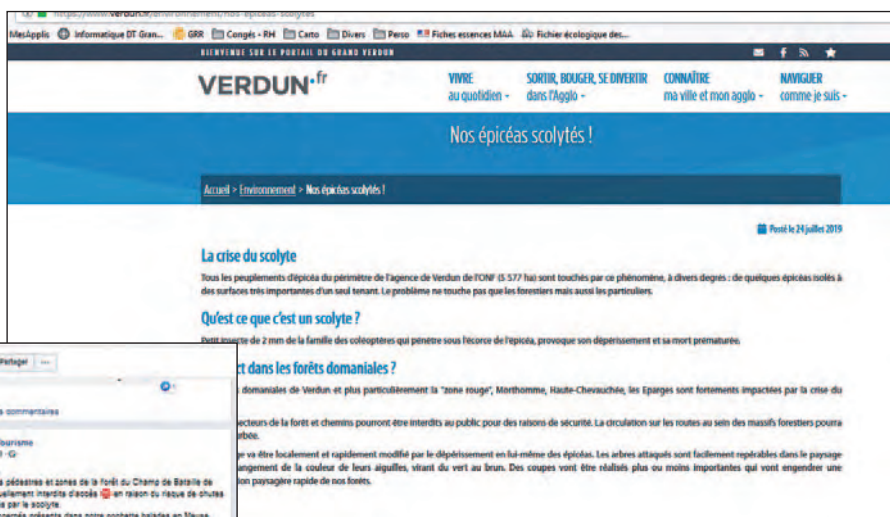 https://www.verdun.fr/environnement/nos-epiceas-scolytes
MesApplis Informatique DT Gran... GRR Congés - RH Carto Divers Perso Fiches essences MAA Fichier écologique des...
BIENVENUE SUR LE PORTAIL DU GRAND VERDUN
VERDUN.fr
VIVRE
au quotidien
SORTIR, BOUGER, SE DIVERTIR
dans l'Agglo
CONNAÎTRE
ma ville et mon agglo
NAVIGUER
comme je suis
Nos épicéas scolytés !
Accueil > Environnement > Nos épicéas scolytés !
Posté le 24 juillet 2019
La crise du scolyte
Tous les peuplements d'épicéa du périmètre de l'agence de Verdun de l'ONF (5 577 ha) sont touchés par ce phénomène, à divers degrés : de quelques épicéas isolés à
des surfaces très importantes d'un seul tenant. Le problème ne touche pas que les forestiers mais aussi les particuliers.
Qu'est ce que c'est un scolyte ?
Petit insecte de 2 mm de la famille des coléoptères qui pénètre sous l'écorce de l'épicéa, provoque son dépérissement et sa mort prématurée.
ct dans les forêts domaniales ?
domaniales de Verdun et plus particulièrement la "zone rouge", Morthomme, Haute-Chevauchée, les Eparges sont fortements impactées par la crise du
ecteurs de la forêt et chemins pourront être interdits au public pour des raisons de sécurité. La circulation sur les routes au sein des massifs forestiers pourra
rbée.
ge va être localement et rapidement modifié par le dépérissement en lui-même des épicéas. Les arbres attaqués sont facilement repérables dans le paysage
angement de la couleur de leurs aiguilles, virant du vert au brun. Des coupes vont être réalisés plus ou moins importantes qui vont engendrer une
ion paysagère rapide de nos forêts.
Partager
commentaires
ourisme
pédestres et zones de la forêt du Champ de Bataille de
uellement interdits d'accès en raison du risque de chutes
s par le scolyte.
présente dans notre pochette balades en Meuse